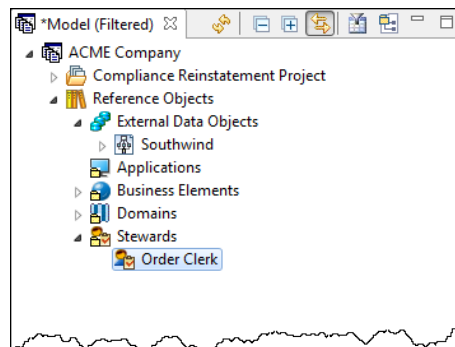 *Model (Filtered)
ACME Company
Compliance Reinstatement Project
Reference Objects
External Data Objects
Southwind
Applications
Business Elements
Domains
Stewards
Order Clerk